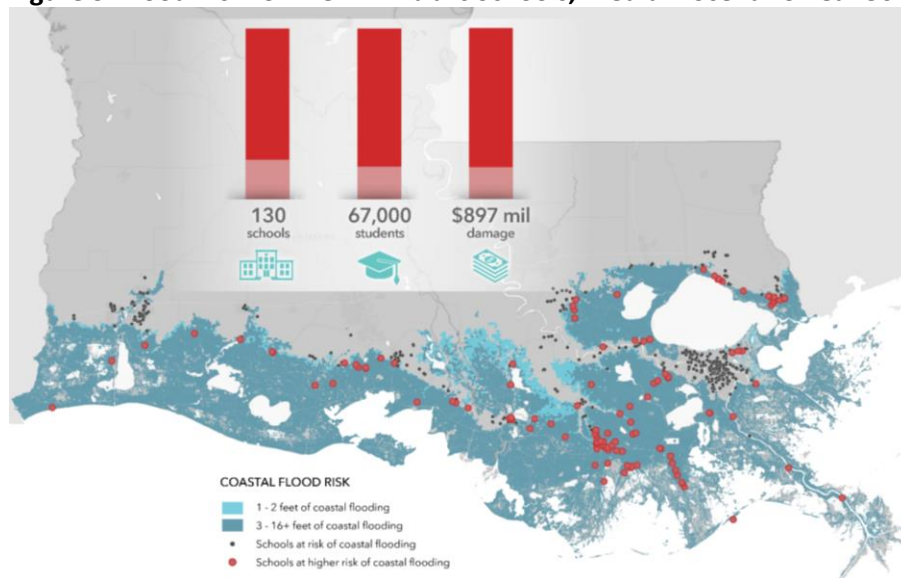 130
schools
67,000
students
$897 mil
damage
COASTAL FLOOD RISK
1 - 2 feet of coastal flooding
3 - 16+ feet of coastal flooding
Schools at risk of coastal flooding
Schools at higher risk of coastal flooding